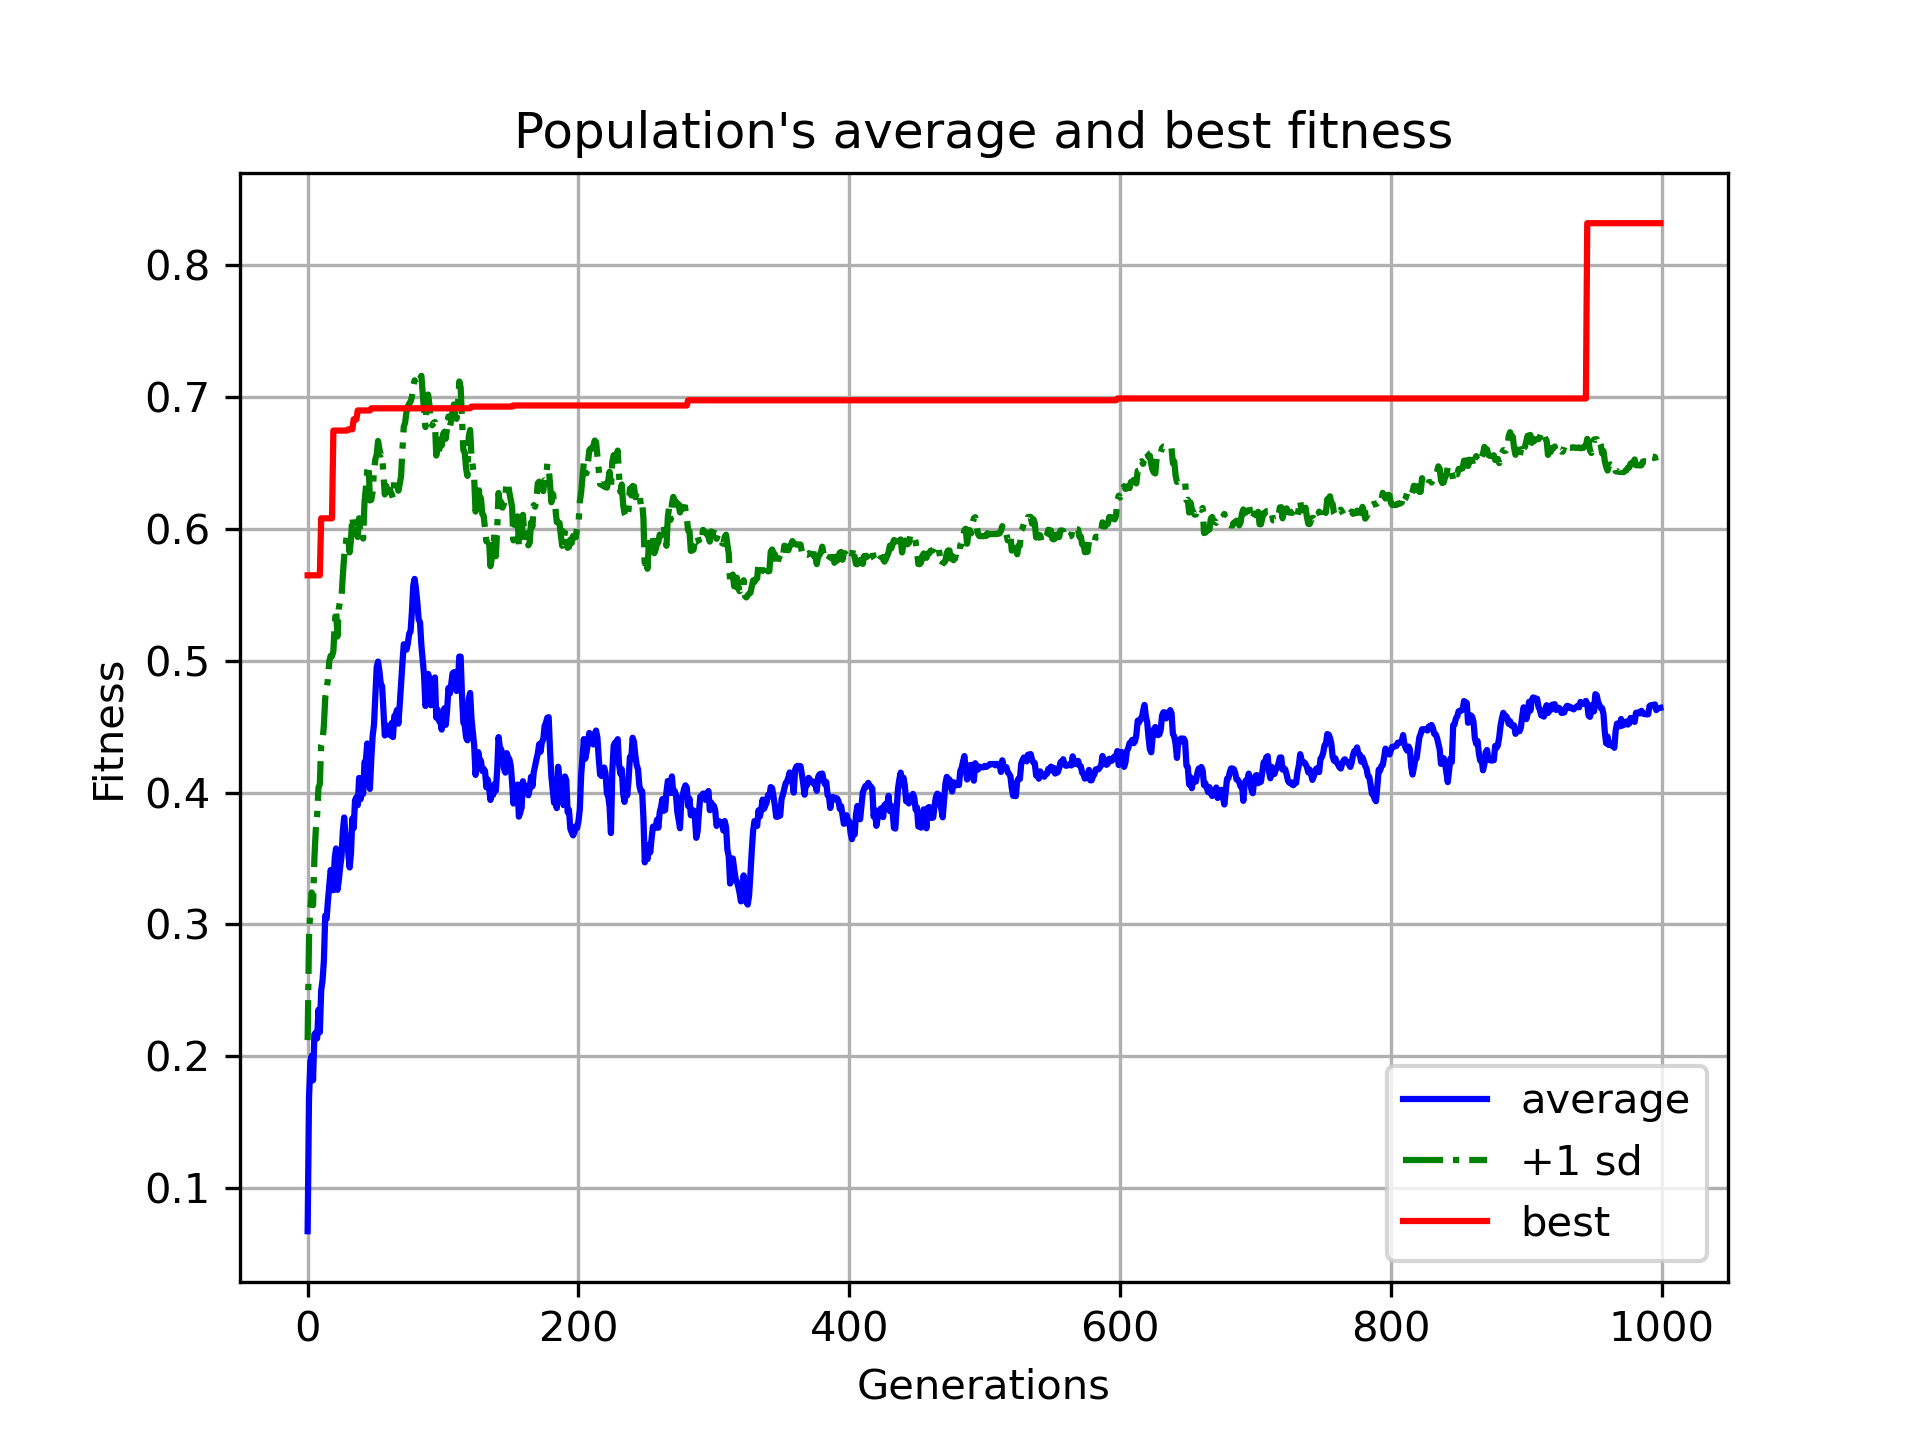 Population's average and best fitness
Fitness
0.8
0.7
0.6
0.5
0.4
0.3
0.2
0.1
average
+1 sd
best
0 200 400 600 800 1000
Generations